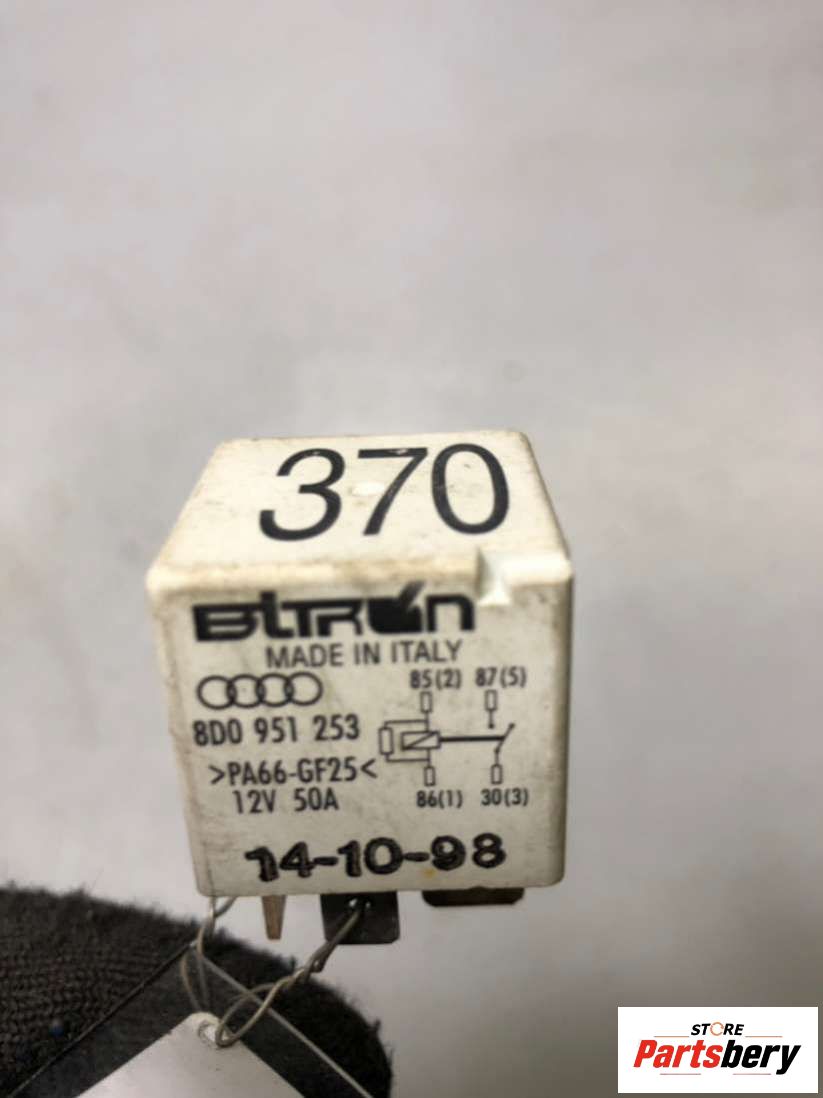 370
BiTRON
MADE IN ITALY
8D0 951 253
>PA66-GF25<
12V 50A
85(2) 87(5)
86(1) 30(3)
14-10-98
STORE
Partsbery